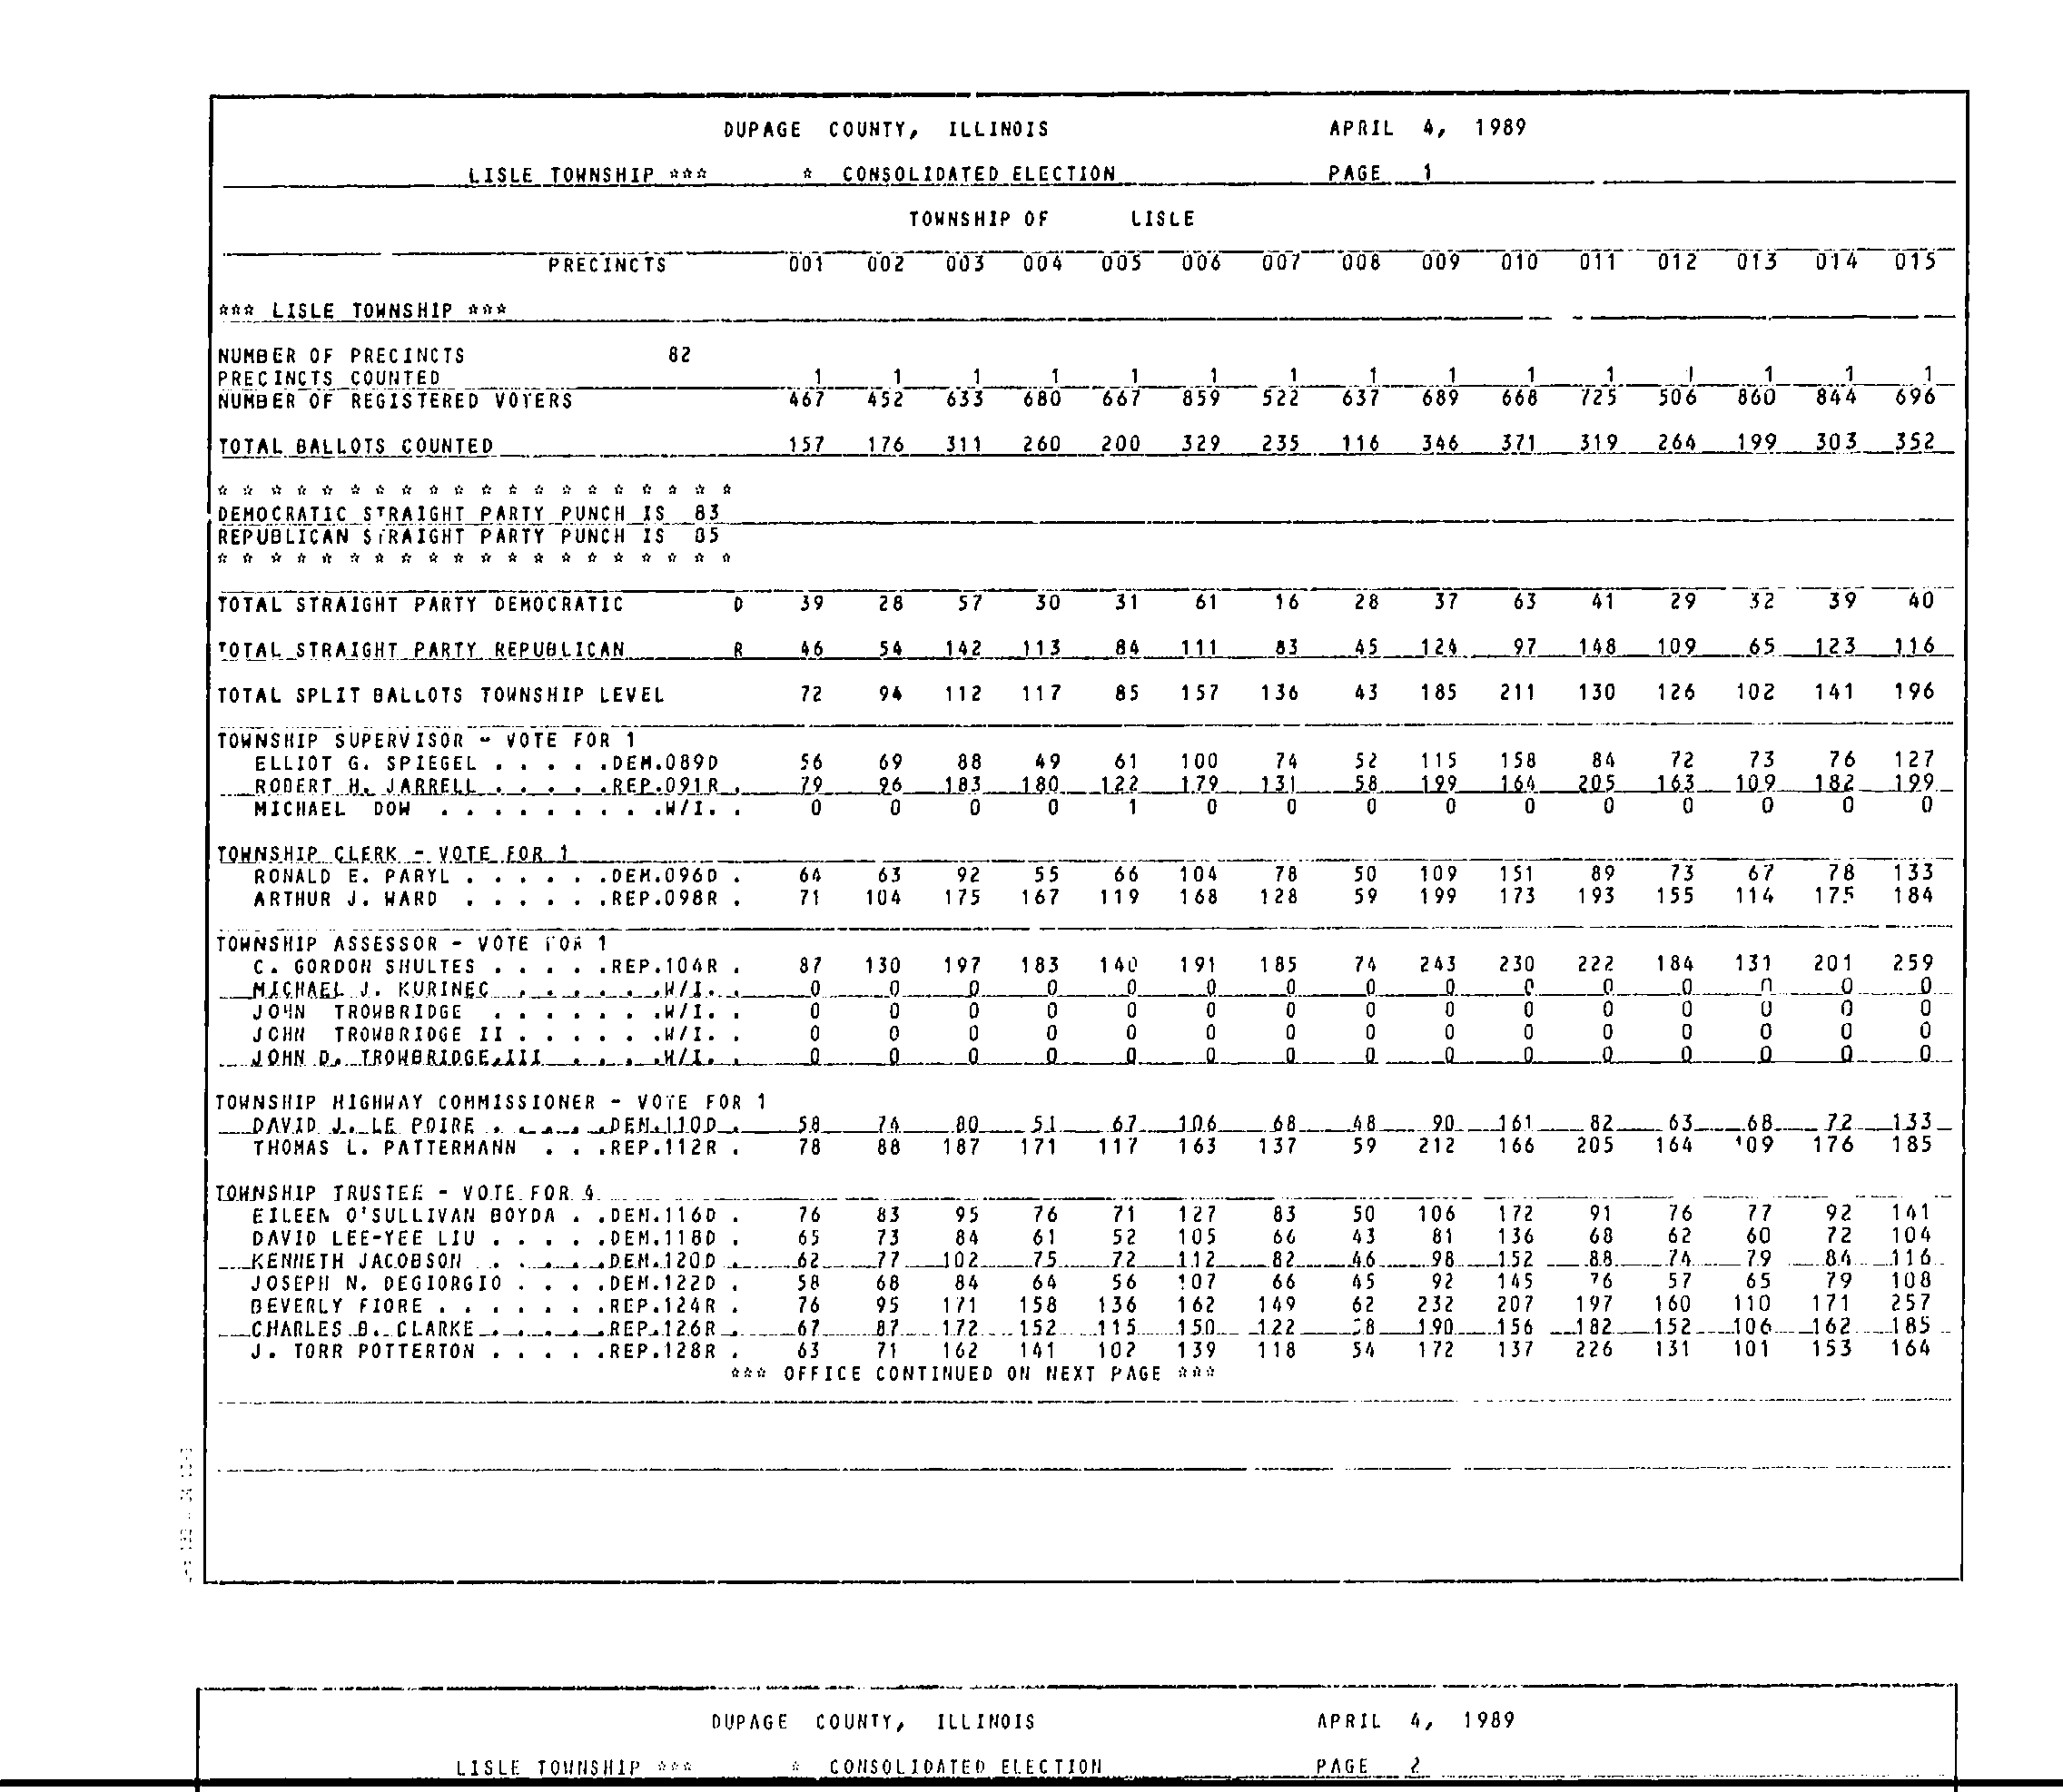 DUPAGE COUNTY, ILLINOIS APRIL 4, 1989
LISLE TOWNSHIP *** * CONSOLIDATED ELECTION PAGE 1
TOWNSHIP OF LISLE
PRECINCTS 001 002 003 004 005 006 007 008 009 010 011 012 013 014 015
*** LISLE TOWNSHIP ***
NUMBER OF PRECINCTS 82
PRECINCTS COUNTED 1 1 1 1 1 1 1 1 1 1 1 1 1 1 1
NUMBER OF REGISTERED VOTERS 467 452 633 680 667 859 522 637 689 668 725 506 860 844 696
TOTAL BALLOTS COUNTED 157 176 311 260 200 329 235 116 346 371 319 264 199 303 352
* * * * * * * * * * * * * * * * * * * *
DEMOCRATIC STRAIGHT PARTY PUNCH IS 83
REPUBLICAN STRAIGHT PARTY PUNCH IS 85
* * * * * * * * * * * * * * * * * * * *
TOTAL STRAIGHT PARTY DEMOCRATIC D 39 28 57 30 31 61 16 28 37 63 41 29 32 39 40
TOTAL STRAIGHT PARTY REPUBLICAN R 46 54 142 113 84 111 83 45 124 97 148 109 65 123 116
TOTAL SPLIT BALLOTS TOWNSHIP LEVEL 72 94 112 117 85 157 136 43 185 211 130 126 102 141 196
TOWNSHIP SUPERVISOR - VOTE FOR 1
ELLIOT G. SPIEGEL . . . . .DEM.089D 56 69 88 49 61 100 74 52 115 158 84 72 73 76 127
ROBERT H. JARRELL . . . . .REP.091R . 79 96 183 180 122 179 131 58 199 164 205 163 109 182 199
MICHAEL DOW . . . . . . . . .W/I. . 0 0 0 0 1 0 0 0 0 0 0 0 0 0 0
TOWNSHIP CLERK - VOTE FOR 1
RONALD E. PARYL . . . . . .DEM.096D . 64 63 92 55 66 104 78 50 109 151 89 73 67 78 133
ARTHUR J. WARD . . . . . .REP.098R . 71 104 175 167 119 168 128 59 199 173 193 155 114 175 184
TOWNSHIP ASSESSOR - VOTE FOR 1
C. GORDON SHULTES . . . . .REP.104R . 87 130 197 183 140 191 185 74 243 230 222 184 131 201 259
MICHAEL J. KURINEC . . . . . .W/I. . 0 0 0 0 0 0 0 0 0 0 0 0 0 0 0
JOHN TROWBRIDGE . . . . . . .W/I. . 0 0 0 0 0 0 0 0 0 0 0 0 0 0 0
JOHN TROWBRIDGE II . . . . . .W/I. . 0 0 0 0 0 0 0 0 0 0 0 0 0 0 0
JOHN D. TROWBRIDGE,III . . . . .W/I. . 0 0 0 0 0 0 0 0 0 0 0 0 0 0 0
TOWNSHIP HIGHWAY COMMISSIONER - VOTE FOR 1
DAVID J. LE POIRE . . . . .DEM.110D . 58 74 80 51 67 106 68 48 90 161 82 63 68 72 133
THOMAS L. PATTERMANN . . .REP.112R . 78 88 187 171 117 163 137 59 212 166 205 164 109 176 185
TOWNSHIP TRUSTEE - VOTE FOR 4
EILEEN O'SULLIVAN BOYDA . .DEM.116D . 76 83 95 76 71 127 83 50 106 172 91 76 77 92 141
DAVID LEE-YEE LIU . . . . .DEM.118D . 65 73 84 61 52 105 66 43 81 136 68 62 60 72 104
KENNETH JACOBSON . . . . .DEM.120D . 62 77 102 75 72 112 82 46 98 152 88 74 79 84 116
JOSEPH N. DEGIORGIO . . . .DEM.122D . 58 68 84 64 56 107 66 45 92 145 76 57 65 79 108
BEVERLY FIORE . . . . . . .REP.124R . 76 95 171 158 136 162 149 62 232 207 197 160 110 171 257
CHARLES B. CLARKE . . . . .REP.126R . 67 87 172 152 115 150 122 190 156 182 152 106 162 185
J. TORR POTTERTON . . . . .REP.128R . 63 71 162 141 102 139 118 54 172 137 226 131 101 153 164
*** OFFICE CONTINUED ON NEXT PAGE ***
DUPAGE COUNTY, ILLINOIS APRIL 4, 1989
LISLE TOWNSHIP *** * CONSOLIDATED ELECTION PAGE 2